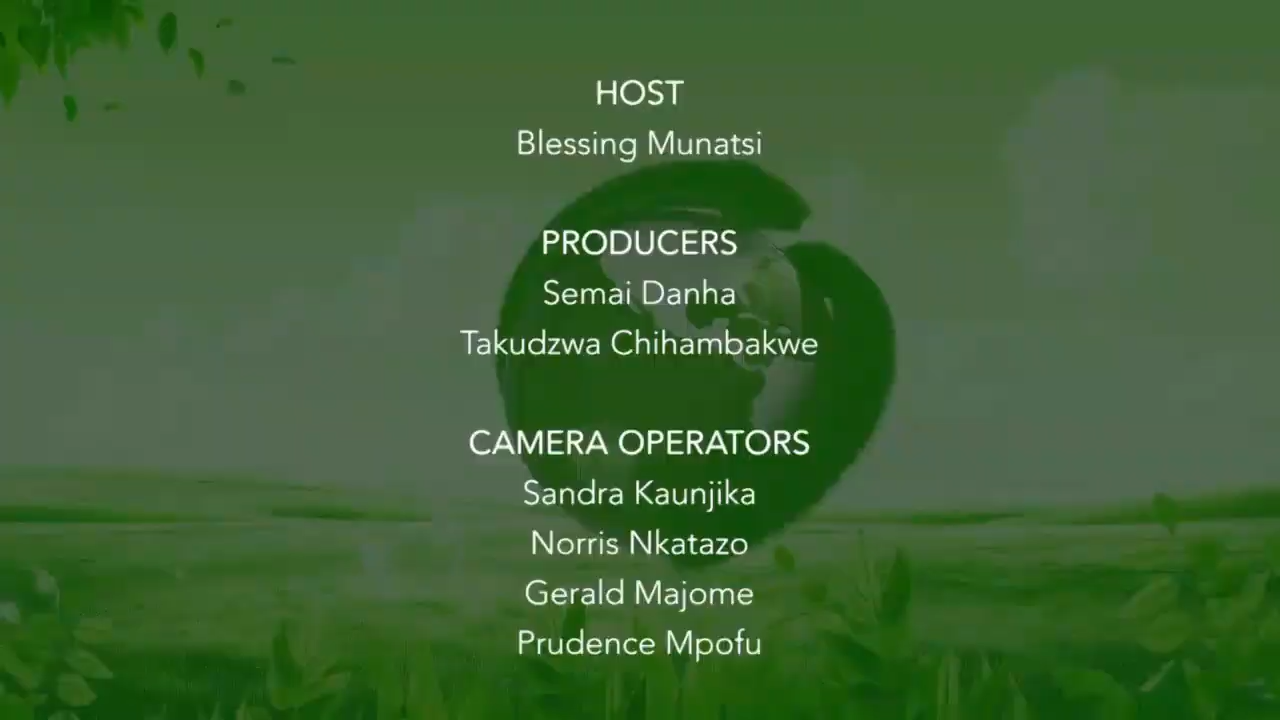 HOST
Blessing Munatsi
PRODUCERS
Semai Danha
Takudzwa Chihambakwe
CAMERA OPERATORS
Sandra Kaunjika
Norris Nkatazo
Gerald Majome
Prudence Mpofu